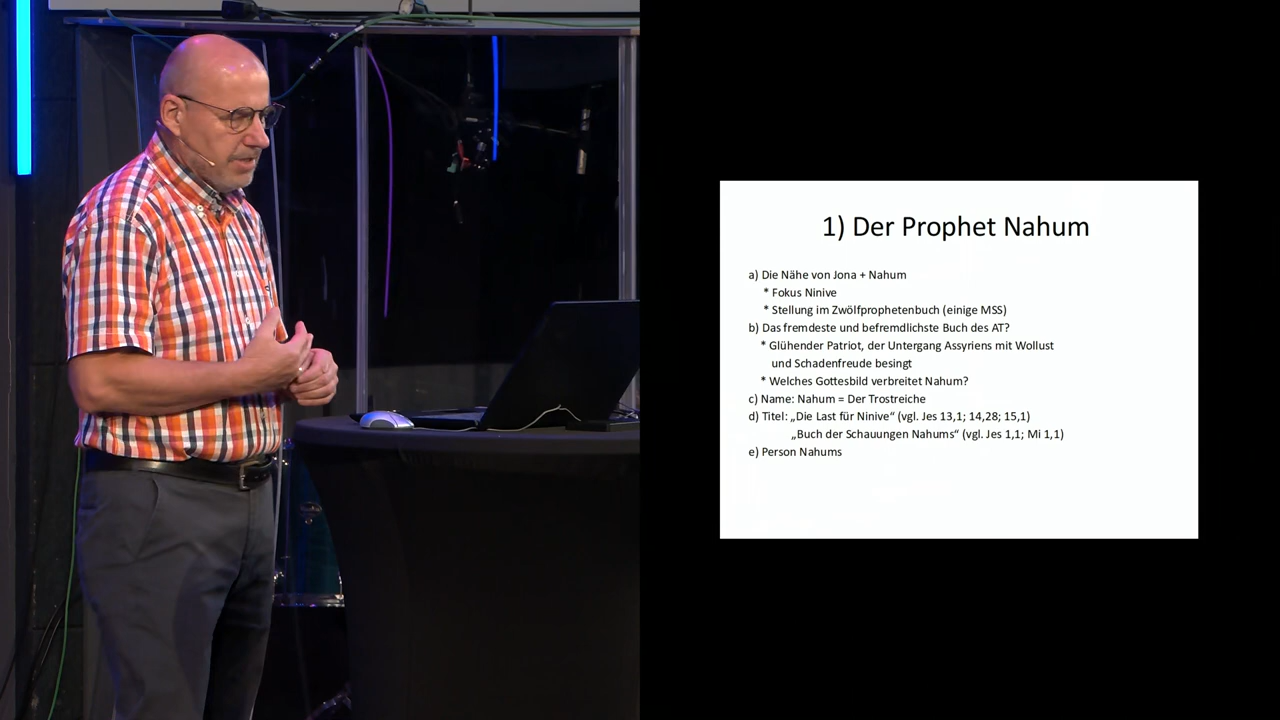 1) Der Prophet Nahum
a) Die Nähe von Jona + Nahum
* Fokus Ninive
* Stellung im Zwölfprophetenbuch (einige MSS)
b) Das fremdeste und befremdlichste Buch des AT?
* Glühender Patriot, der Untergang Assyriens mit Wollust
und Schadenfreude besingt
* Welches Gottesbild verbreitet Nahum?
c) Name: Nahum = Der Trostreiche
d) Titel: „Die Last für Ninive“ (vgl. Jes 13,1; 14,28; 15,1)
„Buch der Schauungen Nahums“ (vgl. Jes 1,1; Mi 1,1)
e) Person Nahums